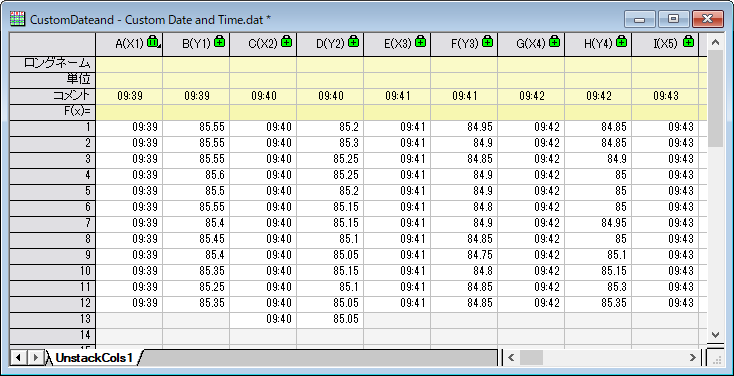 CustomDateand - Custom Date and Time.dat *
A(X1) B(Y1) C(X2) D(Y2) E(X3) F(Y3) G(X4) H(Y4) I(X5)
ロングネーム
単位
コメント 09:39 09:39 09:40 09:40 09:41 09:41 09:42 09:42 09:43
F(x)=
1 09:39 85.55 09:40 85.2 09:41 84.95 09:42 84.85 09:43
2 09:39 85.55 09:40 85.3 09:41 84.9 09:42 84.85 09:43
3 09:39 85.55 09:40 85.25 09:41 84.85 09:42 84.9 09:43
4 09:39 85.6 09:40 85.25 09:41 84.9 09:42 85 09:43
5 09:39 85.5 09:40 85.2 09:41 84.9 09:42 85 09:43
6 09:39 85.55 09:40 85.15 09:41 84.8 09:42 85 09:43
7 09:39 85.4 09:40 85.15 09:41 84.9 09:42 84.95 09:43
8 09:39 85.45 09:40 85.1 09:41 84.85 09:42 85 09:43
9 09:39 85.4 09:40 85.05 09:41 84.75 09:42 85.1 09:43
10 09:39 85.35 09:40 85.15 09:41 84.8 09:42 85.15 09:43
11 09:39 85.25 09:40 85.1 09:41 84.85 09:42 85.3 09:43
12 09:39 85.35 09:40 85.05 09:41 84.85 09:42 85.35 09:43
13 09:40 85.05
14
UnstackCols1